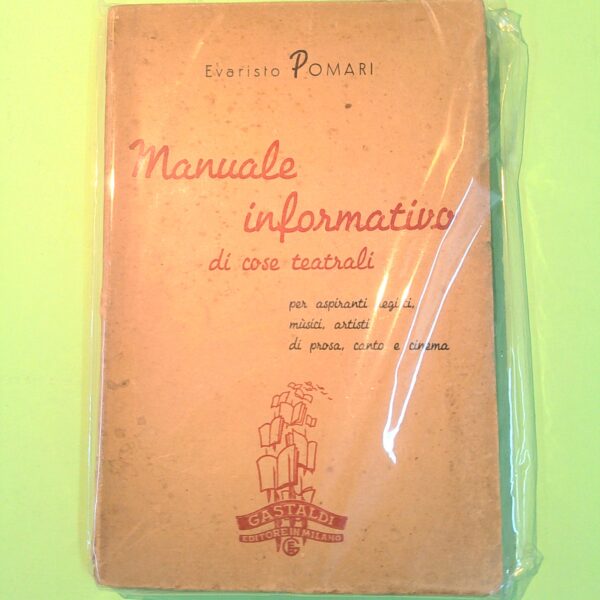 Evaristo POMARI
Manuale
informativo
di cose teatrali
per aspiranti registi,
mùsici, artisti
di prosa, canto e cinema
GASTALDI
EDITORE IN MILANO